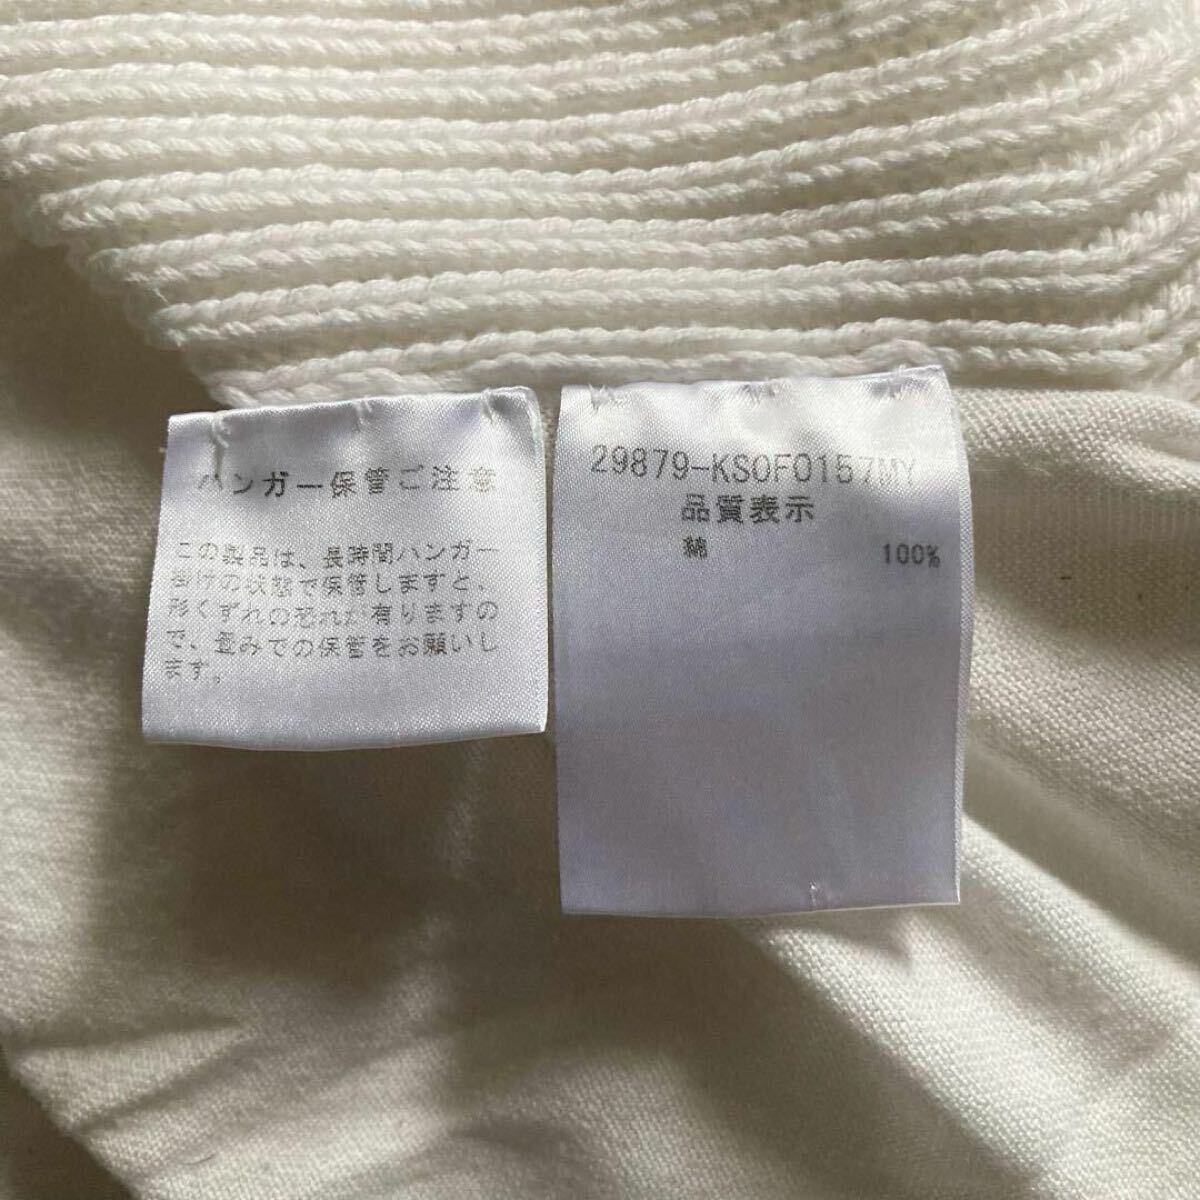 ハンガー保管ご注意
この製品は、長時間ハンガー
掛けの状態で保管しますと、
形くずれの恐れが有りますの
で、畳みでの保管をお願いし
ます。
29879-KS0F0157MY
品質表示
綿 100%